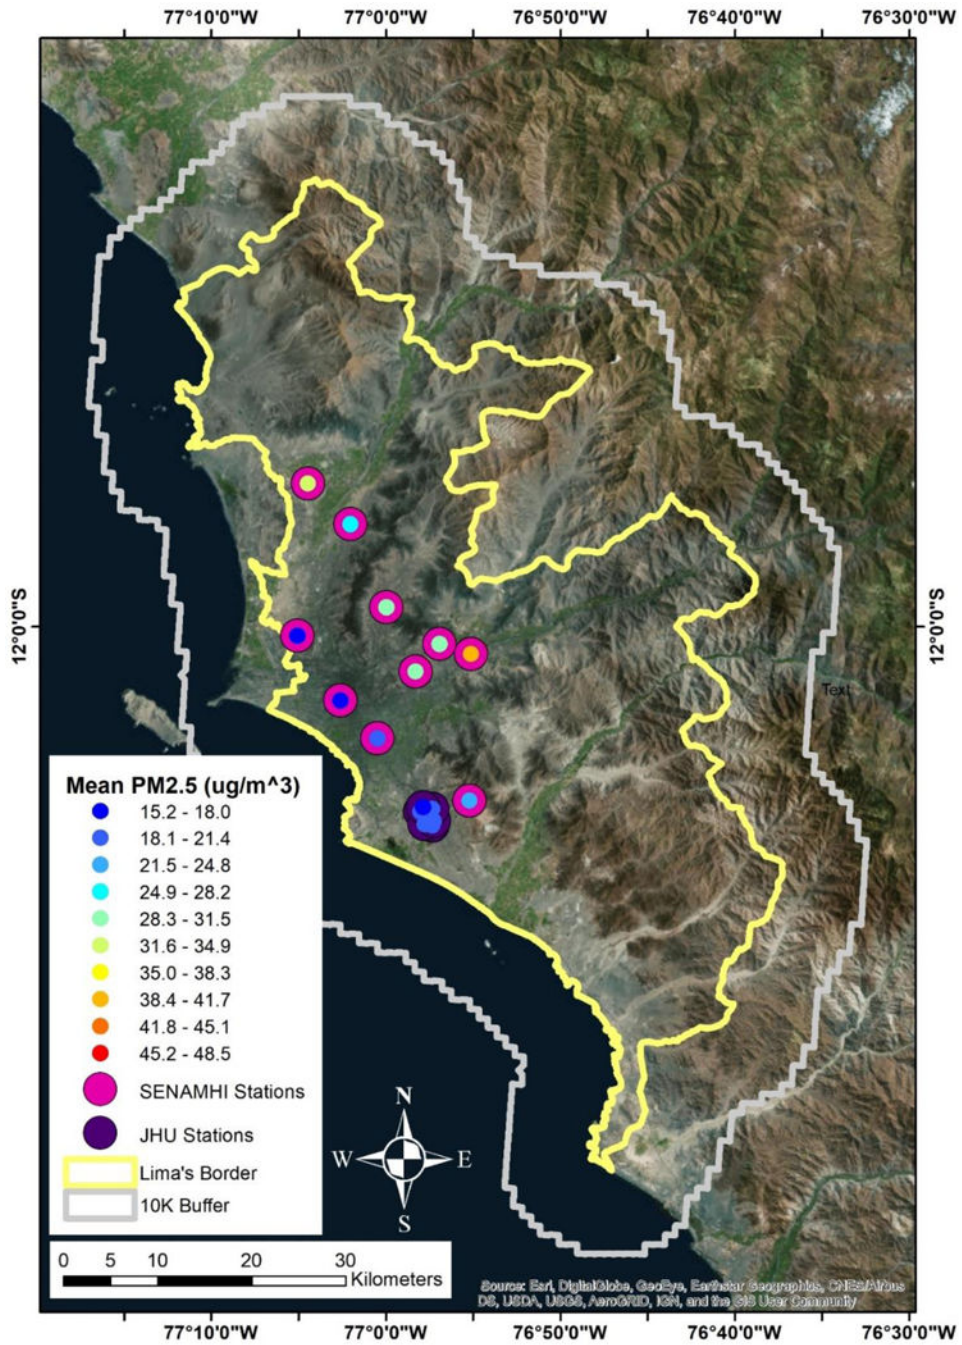 77°10'0"W 77°0'0"W 76°50'0"W 76°40'0"W 76°30'0"W
12°0'0"S
12°0'0"S
Text
Mean PM2.5 (ug/m^3)
15.2 - 18.0
18.1 - 21.4
21.5 - 24.8
24.9 - 28.2
28.3 - 31.5
31.6 - 34.9
35.0 - 38.3
38.4 - 41.7
41.8 - 45.1
45.2 - 48.5
SENAMHI Stations
JHU Stations
Lima's Border
10K Buffer
N
W E
S
0 5 10 20 30
Kilometers
Source: Esri, DigitalGlobe, GeoEye, Earthstar Geographics, CNES/Airbus
DS, USDA, USGS, AeroGRID, IGN, and the GIS User Community
77°10'0"W 77°0'0"W 76°50'0"W 76°40'0"W 76°30'0"W